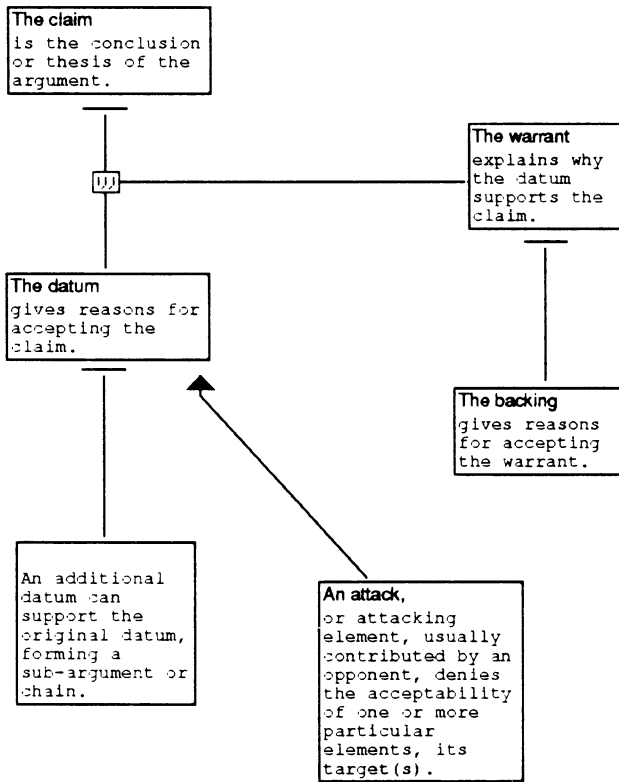 The claim
is the conclusion
or thesis of the
argument.
The warrant
explains why
the datum
supports the
claim.
The datum
gives reasons for
accepting the
claim.
The backing
gives reasons
for accepting
the warrant.
An additional
datum can
support the
original datum,
forming a
sub-argument or
chain.
An attack,
or attacking
element, usually
contributed by an
opponent, denies
the acceptability
of one or more
particular
elements, its
target(s).